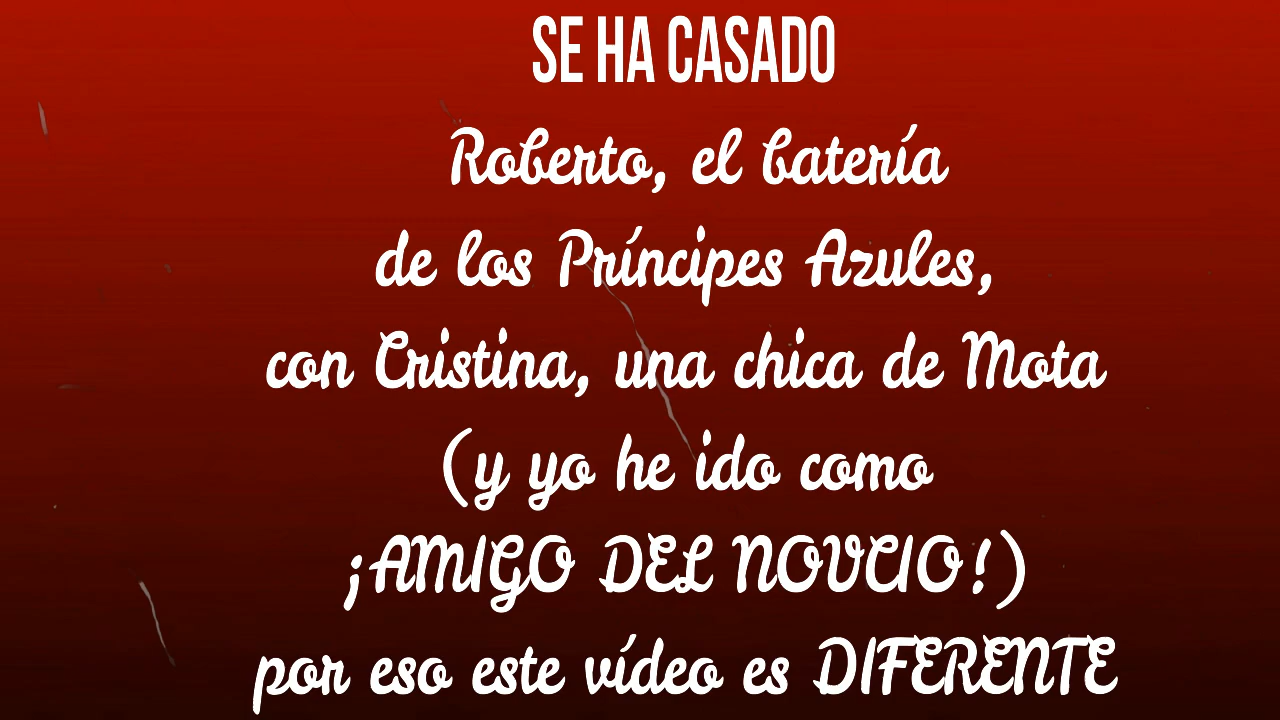 SE HA CASADO
Roberto, el batería
de los Príncipes Azules,
con Cristina, una chica de Mota
(y yo he ido como
¡AMIGO DEL NOVCIO!)
por eso este vídeo es DIFERENTE